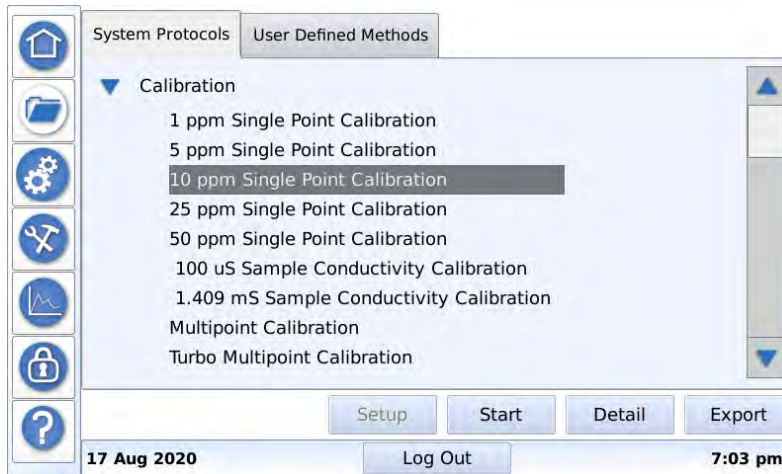 System Protocols User Defined Methods
Calibration
1 ppm Single Point Calibration
5 ppm Single Point Calibration
10 ppm Single Point Calibration
25 ppm Single Point Calibration
50 ppm Single Point Calibration
100 uS Sample Conductivity Calibration
1.409 mS Sample Conductivity Calibration
Multipoint Calibration
Turbo Multipoint Calibration
Setup Start Detail Export
17 Aug 2020 Log Out 7:03 pm